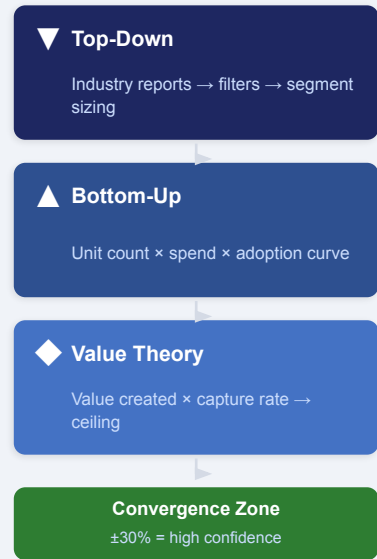 Top-Down
Industry reports → filters → segment
sizing
Bottom-Up
Unit count × spend × adoption curve
Value Theory
Value created × capture rate →
ceiling
Convergence Zone
±30% = high confidence